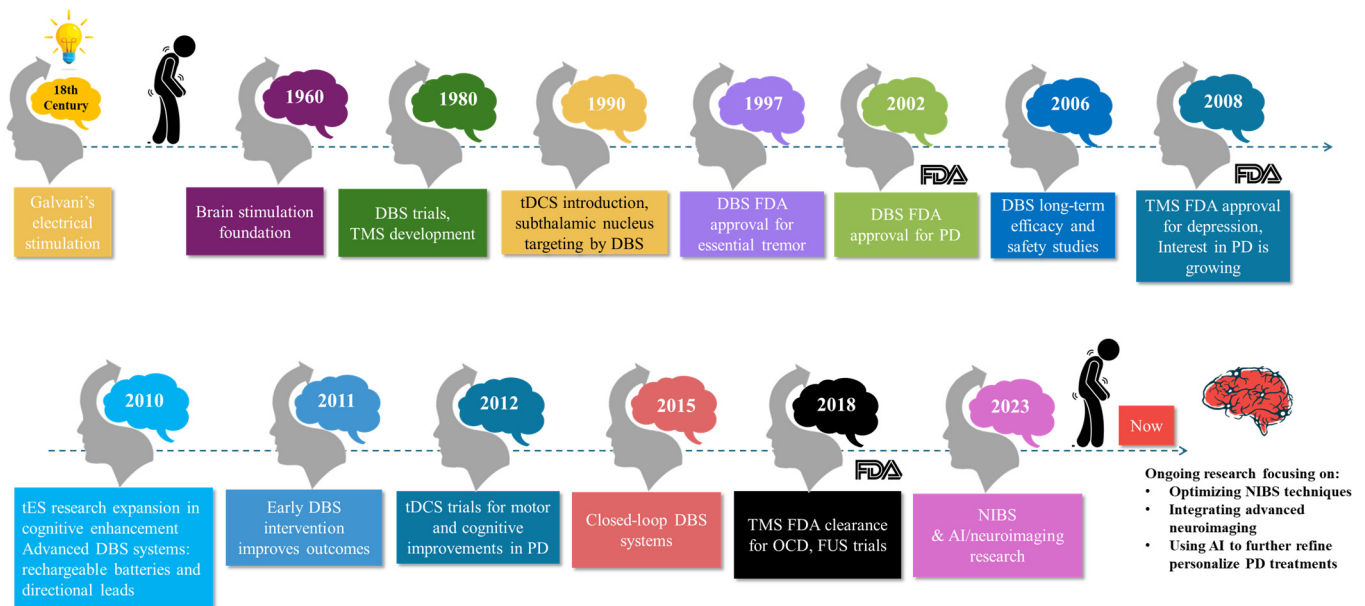 18th
Century
1960
1980
1990
1997
2002
2006
2008
FDA
FDA
Galvani's
electrical
stimulation
Brain stimulation
foundation
DBS trials,
TMS development
tDCS introduction,
subthalamic nucleus
targeting by DBS
DBS FDA
approval for
essential tremor
DBS FDA
approval for PD
DBS long-term
efficacy and
safety studies
TMS FDA approval
for depression,
Interest in PD is
growing
2010
2011
2012
2015
2018
2023
Now
FDA
tES research expansion in
cognitive enhancement
Advanced DBS systems:
rechargeable batteries and
directional leads
Early DBS
intervention
improves outcomes
tDCS trials for motor
and cognitive
improvements in PD
Closed-loop DBS
systems
TMS FDA clearance
for OCD, FUS trials
NIBS
& AI/neuroimaging
research
Ongoing research focusing on:
• Optimizing NIBS techniques
• Integrating advanced
neuroimaging
• Using AI to further refine
personalize PD treatments